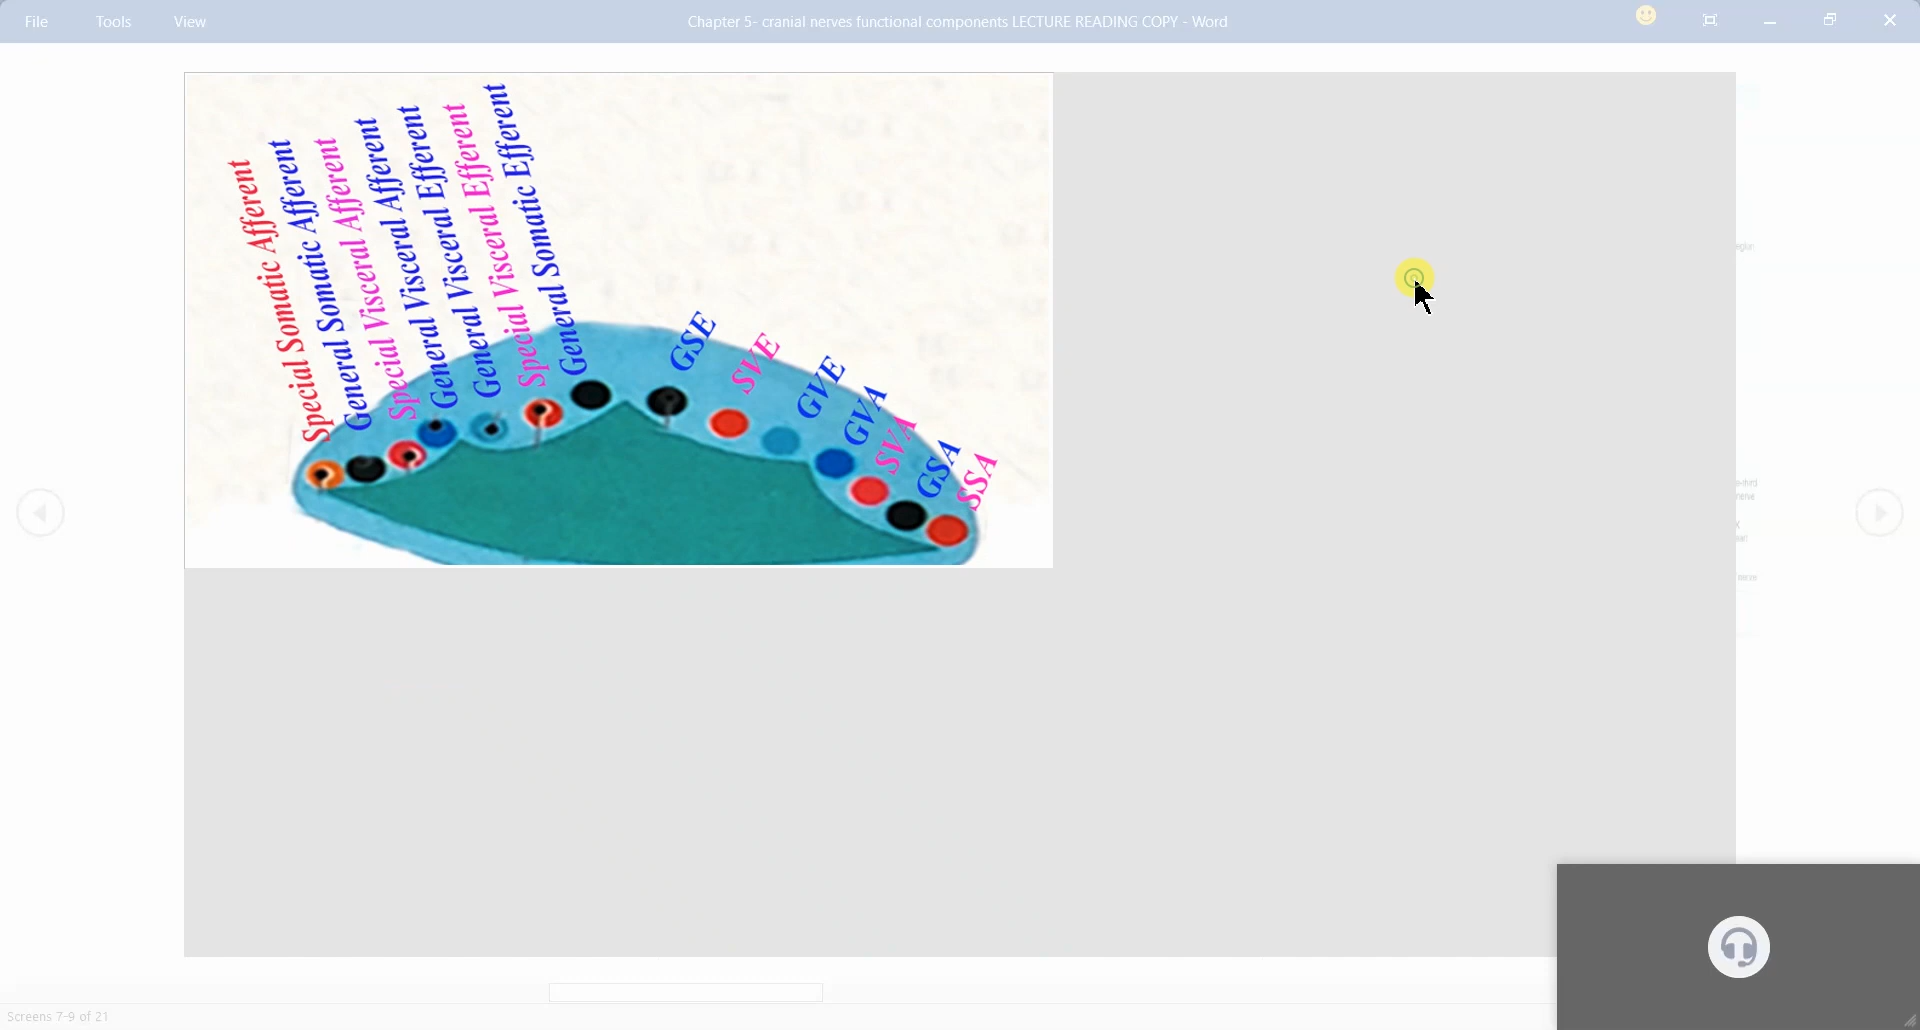 File Tools View Chapter 5- cranial nerves functional components LECTURE READING COPY - Word
Special Somatic Afferent
General Somatic Afferent
Special Visceral Afferent
General Visceral Afferent
General Visceral Efferent
Special Visceral Efferent
General Somatic Efferent
GSE
SVE
GVE
GVA
SVA
GSA
SSA
Screens 7-9 of 21